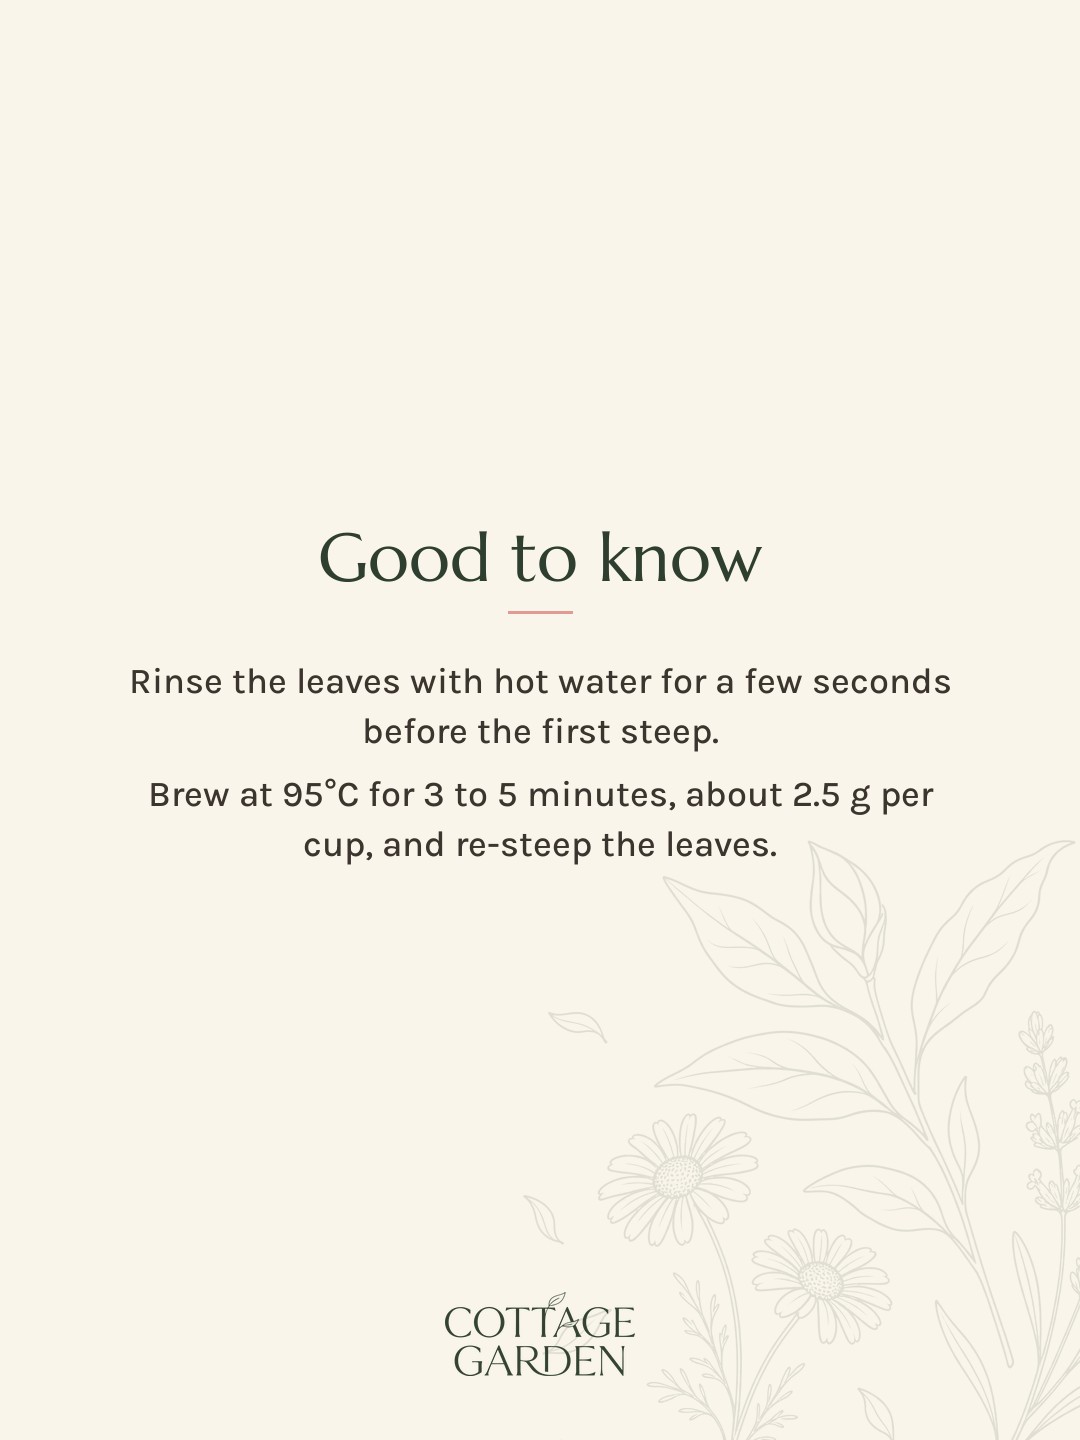 Good to know
Rinse the leaves with hot water for a few seconds
before the first steep.
Brew at 95°C for 3 to 5 minutes, about 2.5 g per
cup, and re-steep the leaves.
COTTAGE
GARDEN